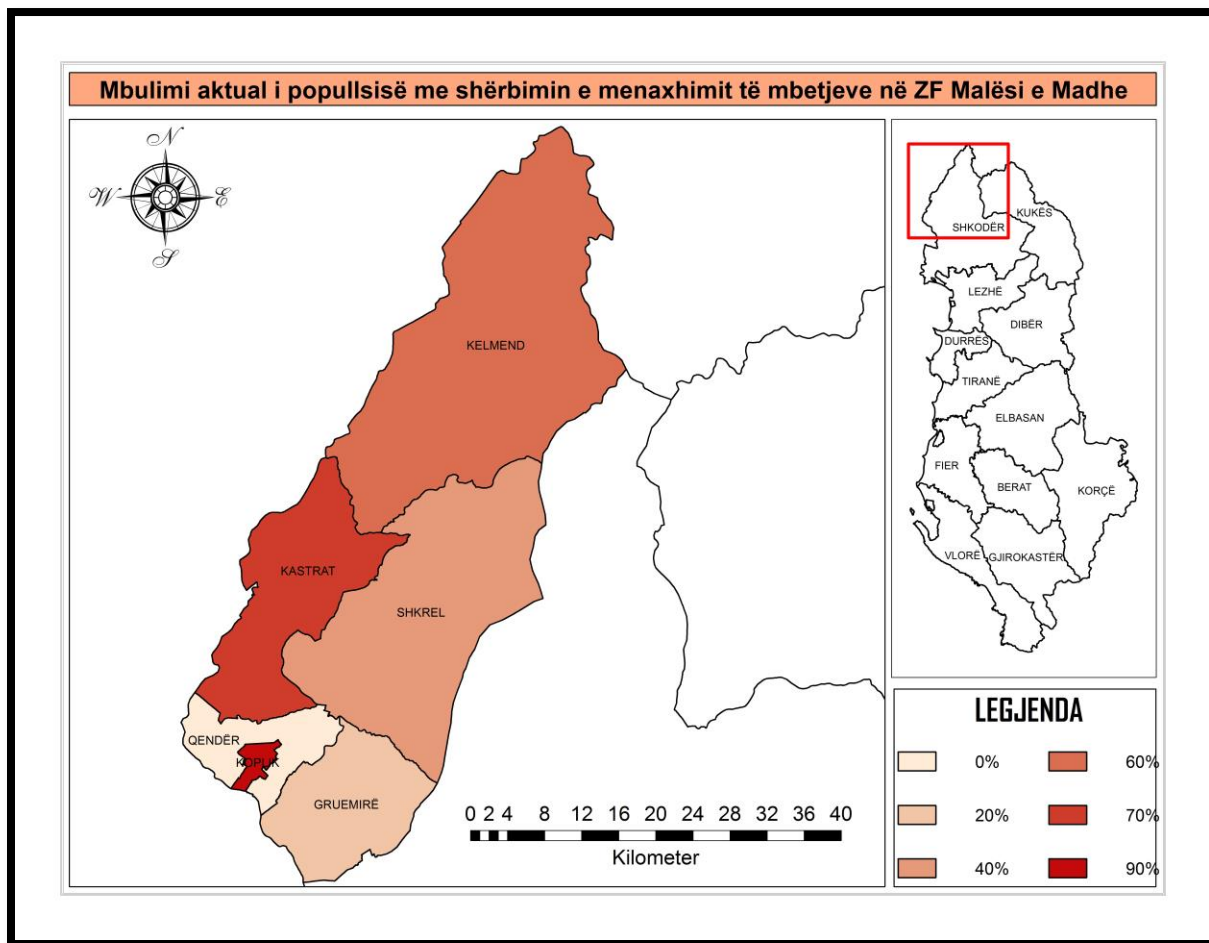 Mbulimi aktual i popullsisë me shërbimin e menaxhimit të mbetjeve në ZF Malësi e Madhe
N
W
E
S
KELMEND
KASTRAT
SHKREL
QENDËR
KOPLIK
GRUEMIRË
0 2 4 8 12 16 20 24 28 32 36 40
Kilometer
KUKËS
SHKODËR
LEZHË
DIBËR
DURRËS
TIRANË
ELBASAN
FIER
BERAT
KORÇË
VLORË
GJIROKASTËR
LEGJENDA
0% 60%
20% 70%
40% 90%